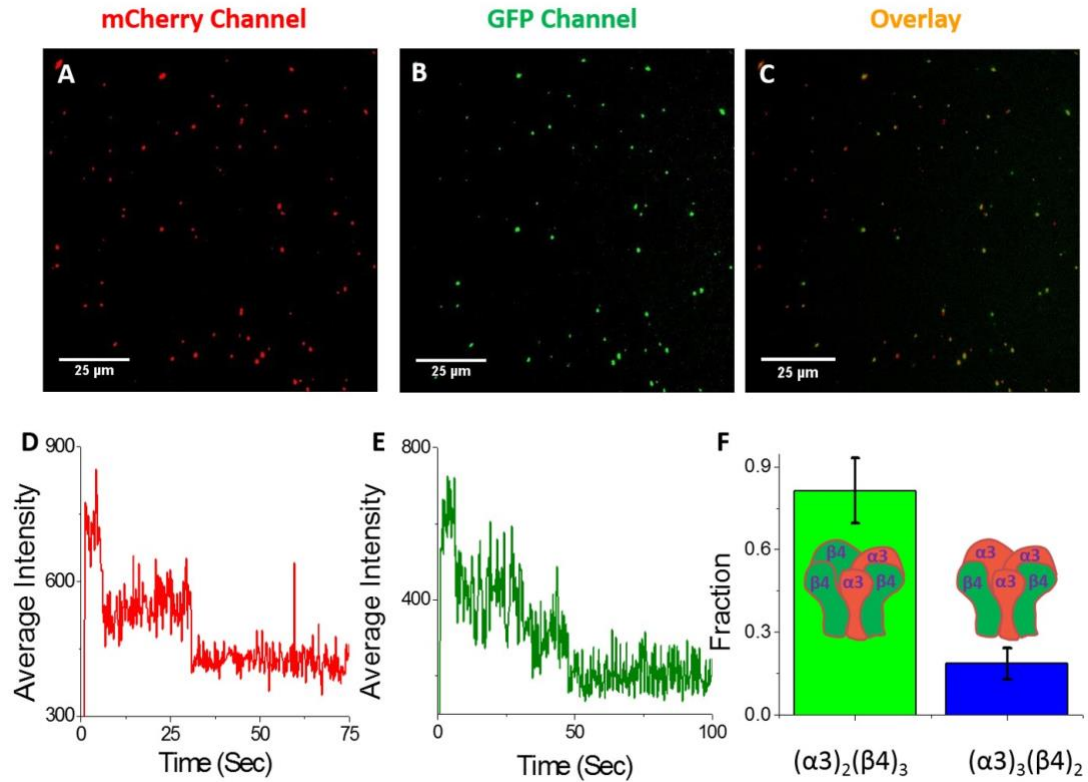 mCherry Channel
GFP Channel
Overlay
A
B
C
25 µm
25 µm
25 µm
D
900
600
300
Average Intensity
0
25
50
75
Time (Sec)
E
800
400
Average Intensity
0
50
100
Time (Sec)
F
0.9
0.6
0.3
0.0
Fraction
β4
α3
β4
α3
β4
α3
α3
β4
α3
β4
(α3)₂(β4)₃
(α3)₃(β4)₂